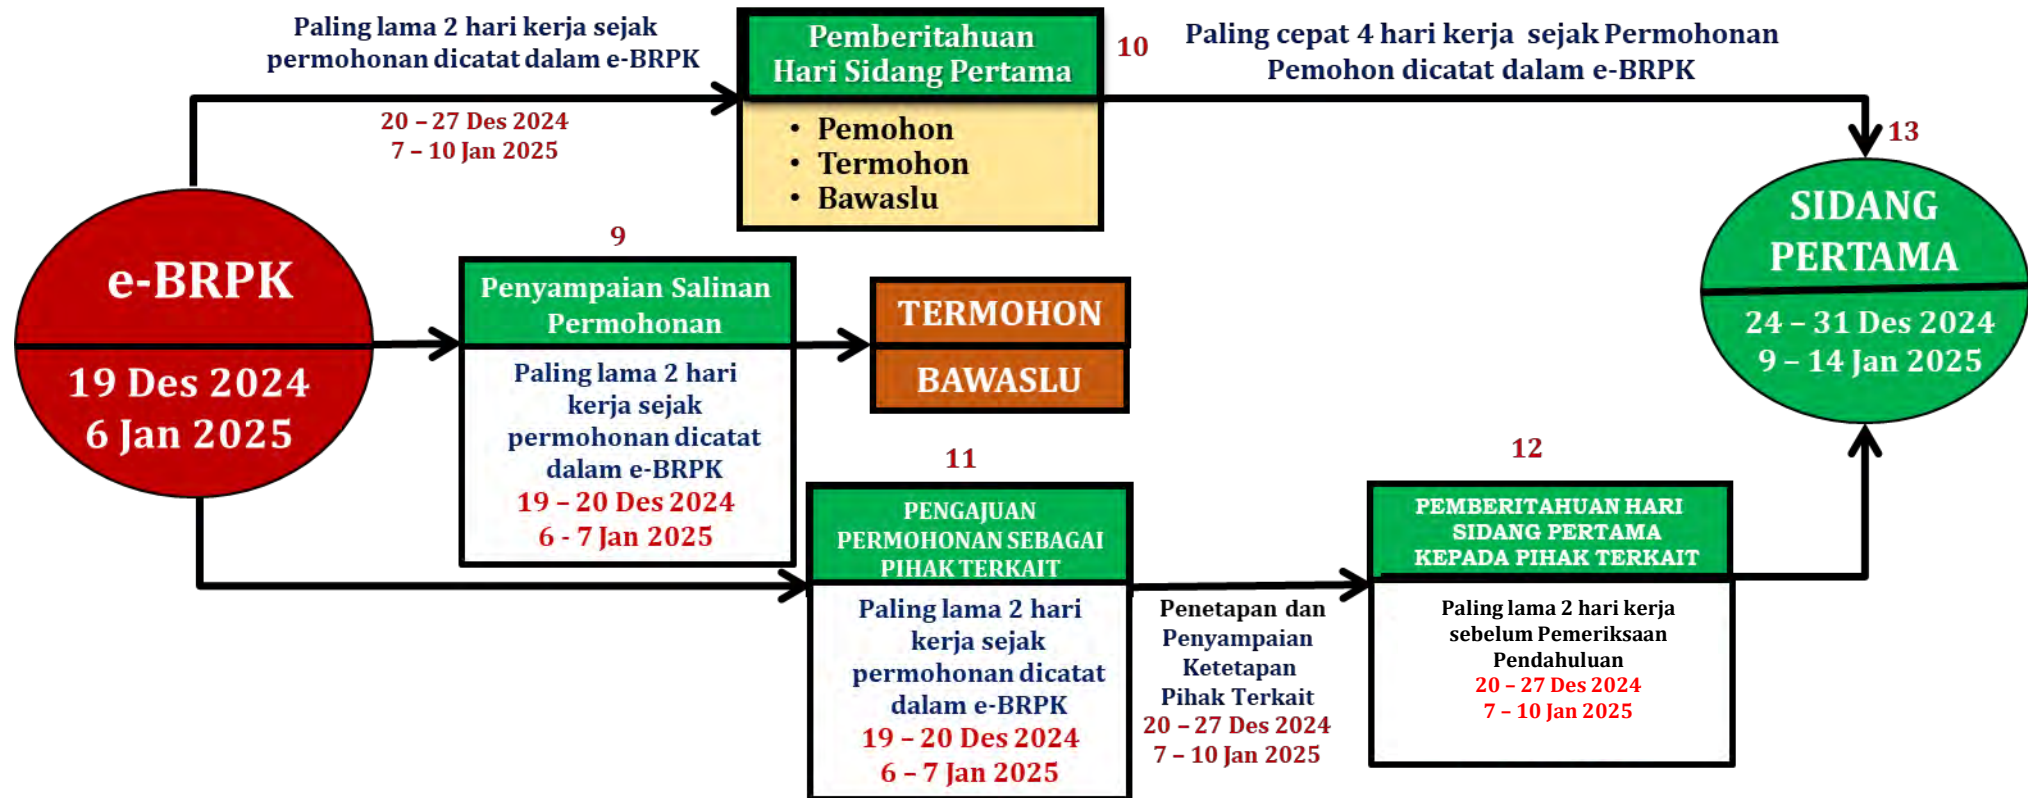 Paling lama 2 hari kerja sejak
permohonan dicatat dalam e-BRPK
20 – 27 Des 2024
7 – 10 Jan 2025
Pemberitahuan
Hari Sidang Pertama
• Pemohon
• Termohon
• Bawaslu
10
Paling cepat 4 hari kerja sejak Permohonan
Pemohon dicatat dalam e-BRPK
13
SIDANG
PERTAMA
24 – 31 Des 2024
9 – 14 Jan 2025
e-BRPK
19 Des 2024
6 Jan 2025
9
Penyampaian Salinan
Permohonan
Paling lama 2 hari
kerja sejak
permohonan dicatat
dalam e-BRPK
19 – 20 Des 2024
6 - 7 Jan 2025
TERMOHON
BAWASLU
11
PENGAJUAN
PERMOHONAN SEBAGAI
PIHAK TERKAIT
Paling lama 2 hari
kerja sejak
permohonan dicatat
dalam e-BRPK
19 – 20 Des 2024
6 – 7 Jan 2025
Penetapan dan
Penyampaian
Ketetapan
Pihak Terkait
20 – 27 Des 2024
7 – 10 Jan 2025
12
PEMBERITAHUAN HARI
SIDANG PERTAMA
KEPADA PIHAK TERKAIT
Paling lama 2 hari kerja
sebelum Pemeriksaan
Pendahuluan
20 – 27 Des 2024
7 – 10 Jan 2025